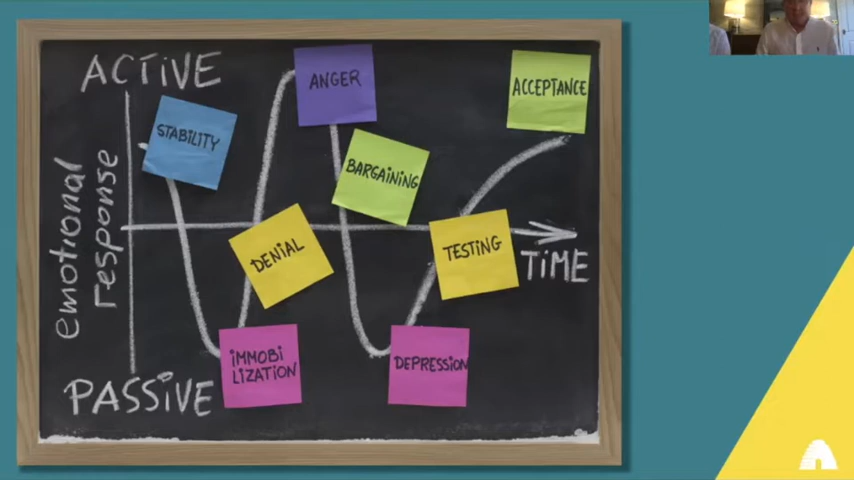 ACTIVE
ANGER
ACCEPTANCE
STABILITY
BARGAINING
emotional
response
DENIAL
TESTING
TIME
IMMOBI
LIZATION
DEPRESSION
PASSIVE